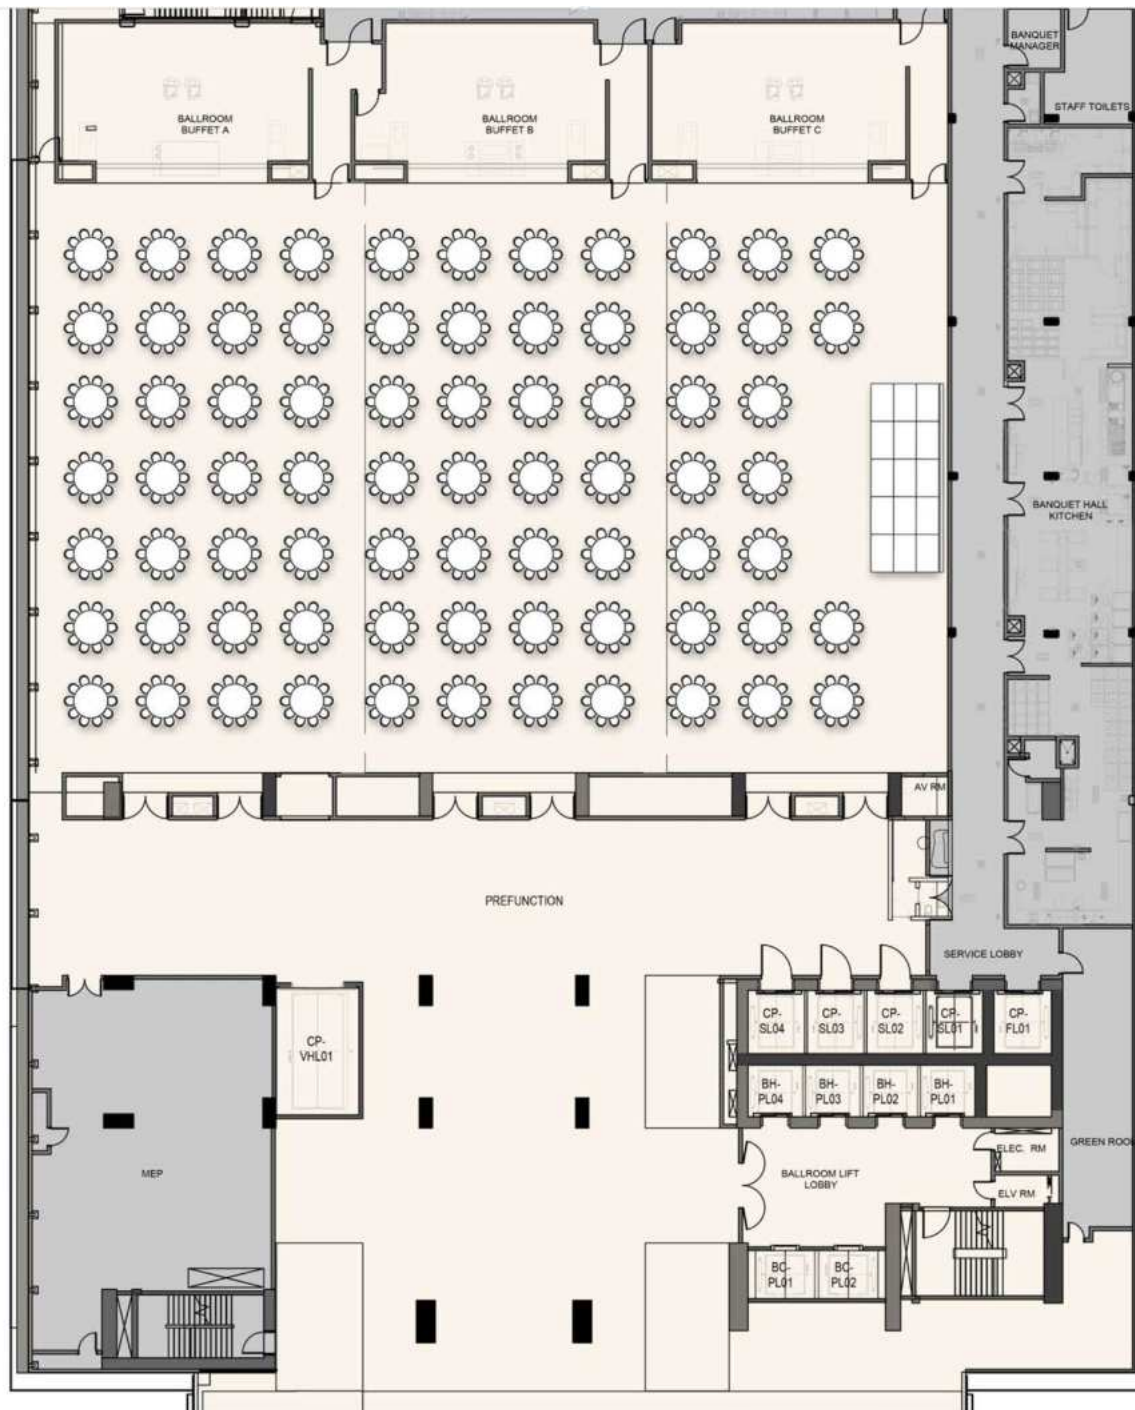 BANQUET
MANAGER
STAFF TOILETS
BALLROOM
BUFFET A
BALLROOM
BUFFET B
BALLROOM
BUFFET C
BANQUET HALL
KITCHEN
AV RM
PREFUNCTION
SERVICE LOBBY
CP-
SL04
CP-
SL03
CP-
SL02
CP-
SL01
CP-
FL01
CP-
VHL01
BH-
PL04
BH-
PL03
BH-
PL02
BH-
PL01
ELEC. RM
GREEN ROO
MEP
BALLROOM LIFT
LOBBY
ELV RM
BC-
PL01
BC-
PL02